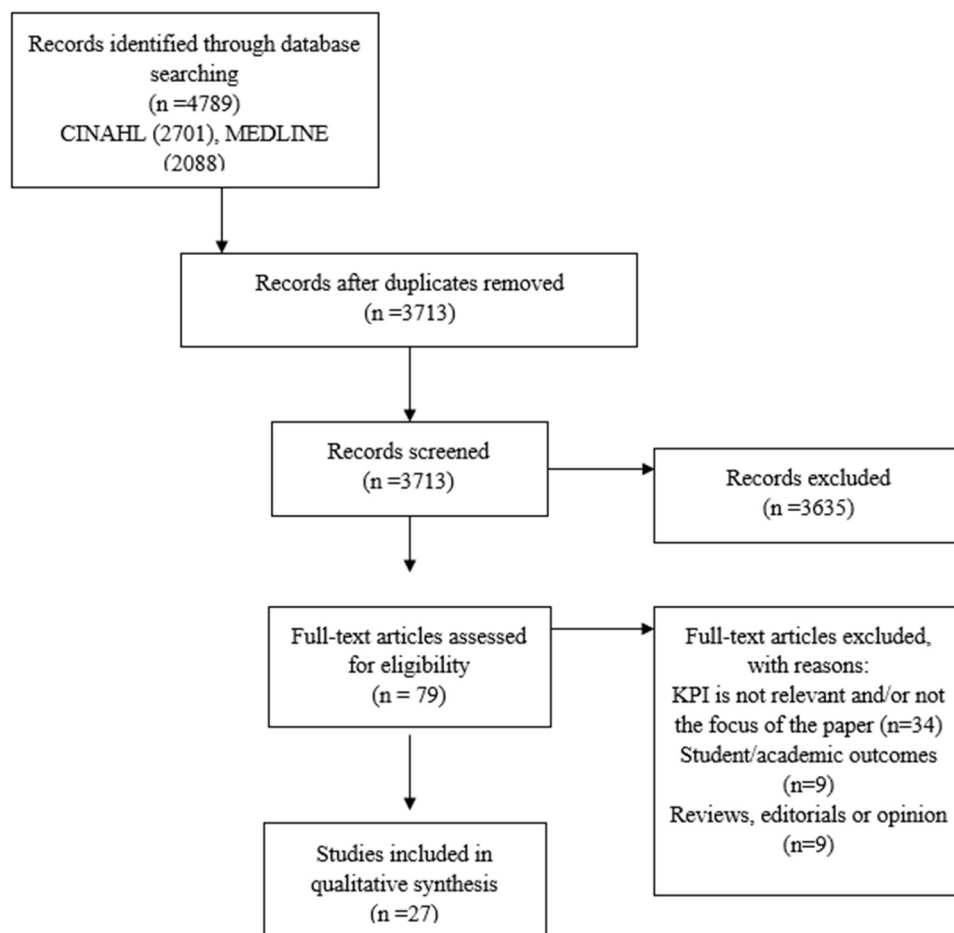 Records identified through database
searching
(n =4789)
CINAHL (2701), MEDLINE
(2088)
Records after duplicates removed
(n =3713)
Records screened
(n =3713)
Records excluded
(n =3635)
Full-text articles assessed
for eligibility
(n = 79)
Full-text articles excluded,
with reasons:
KPI is not relevant and/or not
the focus of the paper (n=34)
Student/academic outcomes
(n=9)
Reviews, editorials or opinion
(n=9)
Studies included in
qualitative synthesis
(n =27)